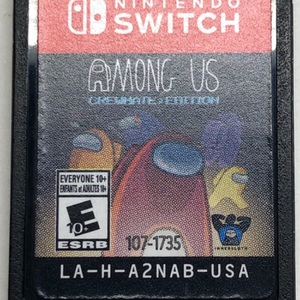 NINTENDO
SWITCH
AMONG US
CREWMATE EDITION
EVERYONE 10+
ENFANTS et ADULTES 10+
E
10+
ESRB
107-1735
INNERSLOTH
LA-H-A2NAB-USA